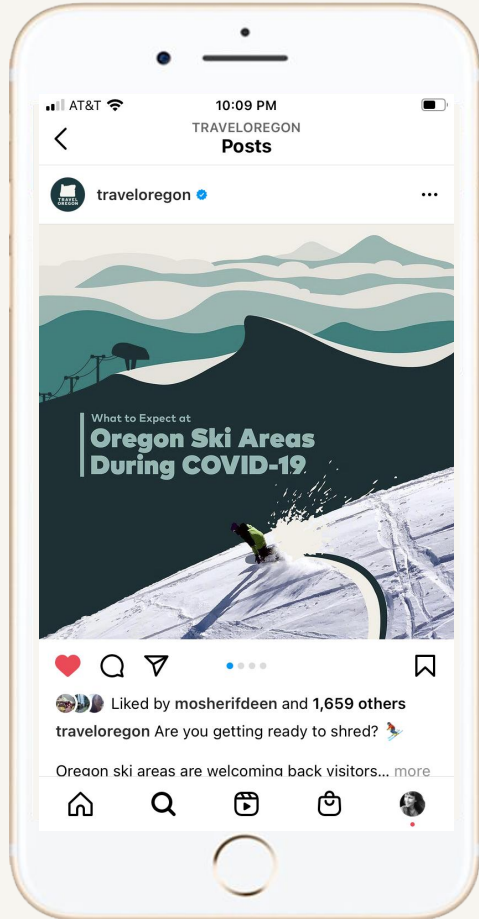 AT&T
10:09 PM
TRAVELOREGON
Posts
TRAVEL
OREGON
traveloregon
What to Expect at
Oregon Ski Areas
During COVID-19
Liked by mosherifdeen and 1,659 others
traveloregon Are you getting ready to shred? ⛷️
Oregon ski areas are welcoming back visitors... more